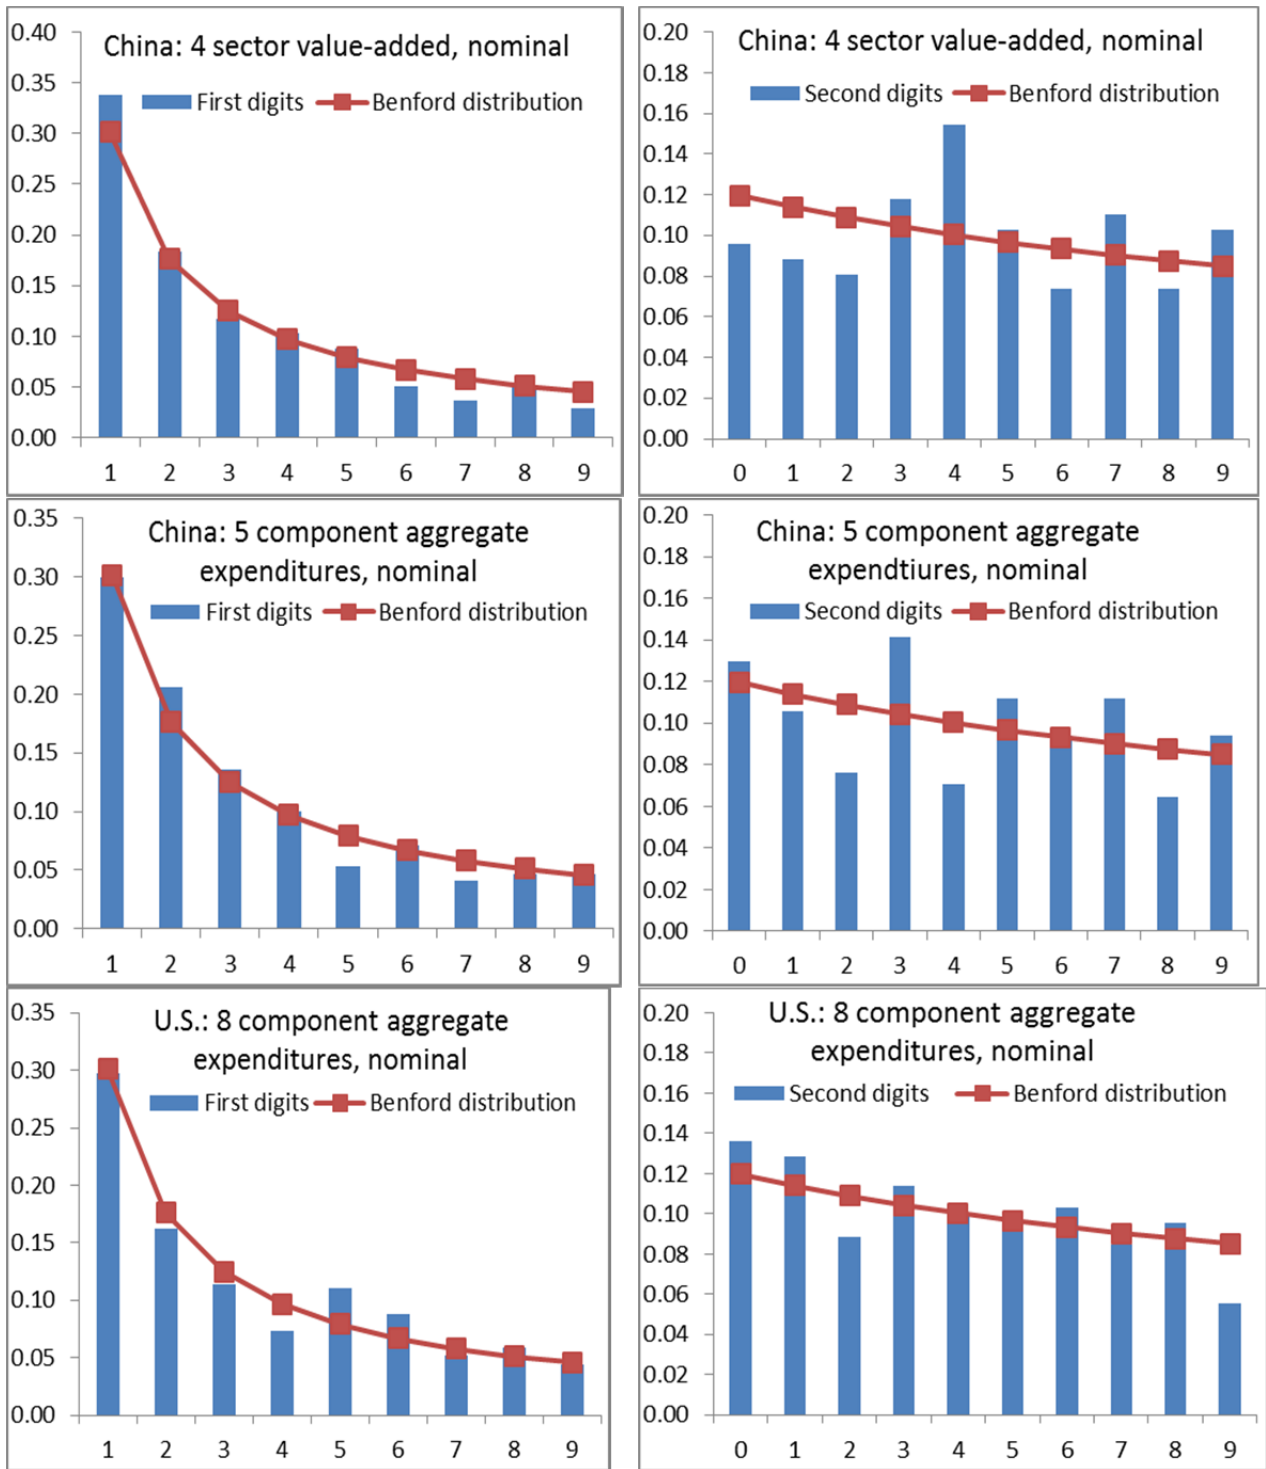 China: 4 sector value-added, nominal
First digits Benford distribution
0.40
0.35
0.30
0.25
0.20
0.15
0.10
0.05
0.00
1 2 3 4 5 6 7 8 9
China: 4 sector value-added, nominal
Second digits Benford distribution
0.20
0.18
0.16
0.14
0.12
0.10
0.08
0.06
0.04
0.02
0.00
0 1 2 3 4 5 6 7 8 9
China: 5 component aggregate
expenditures, nominal
First digits Benford distribution
0.35
0.30
0.25
0.20
0.15
0.10
0.05
0.00
1 2 3 4 5 6 7 8 9
China: 5 component aggregate
expendtiures, nominal
Second digits Benford distribution
0.20
0.18
0.16
0.14
0.12
0.10
0.08
0.06
0.04
0.02
0.00
0 1 2 3 4 5 6 7 8 9
U.S.: 8 component aggregate
expenditures, nominal
First digits Benford distribution
0.35
0.30
0.25
0.20
0.15
0.10
0.05
0.00
1 2 3 4 5 6 7 8 9
U.S.: 8 component aggregate
expenditures, nominal
Second digits Benford distribution
0.20
0.18
0.16
0.14
0.12
0.10
0.08
0.06
0.04
0.02
0.00
0 1 2 3 4 5 6 7 8 9